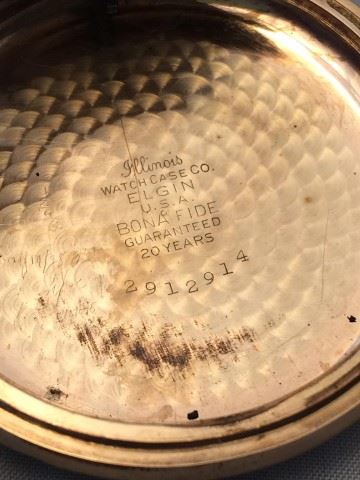 Illinois
WATCH CASE CO.
ELGIN
U.S.A.
BONA FIDE
GUARANTEED
20 YEARS
2912914